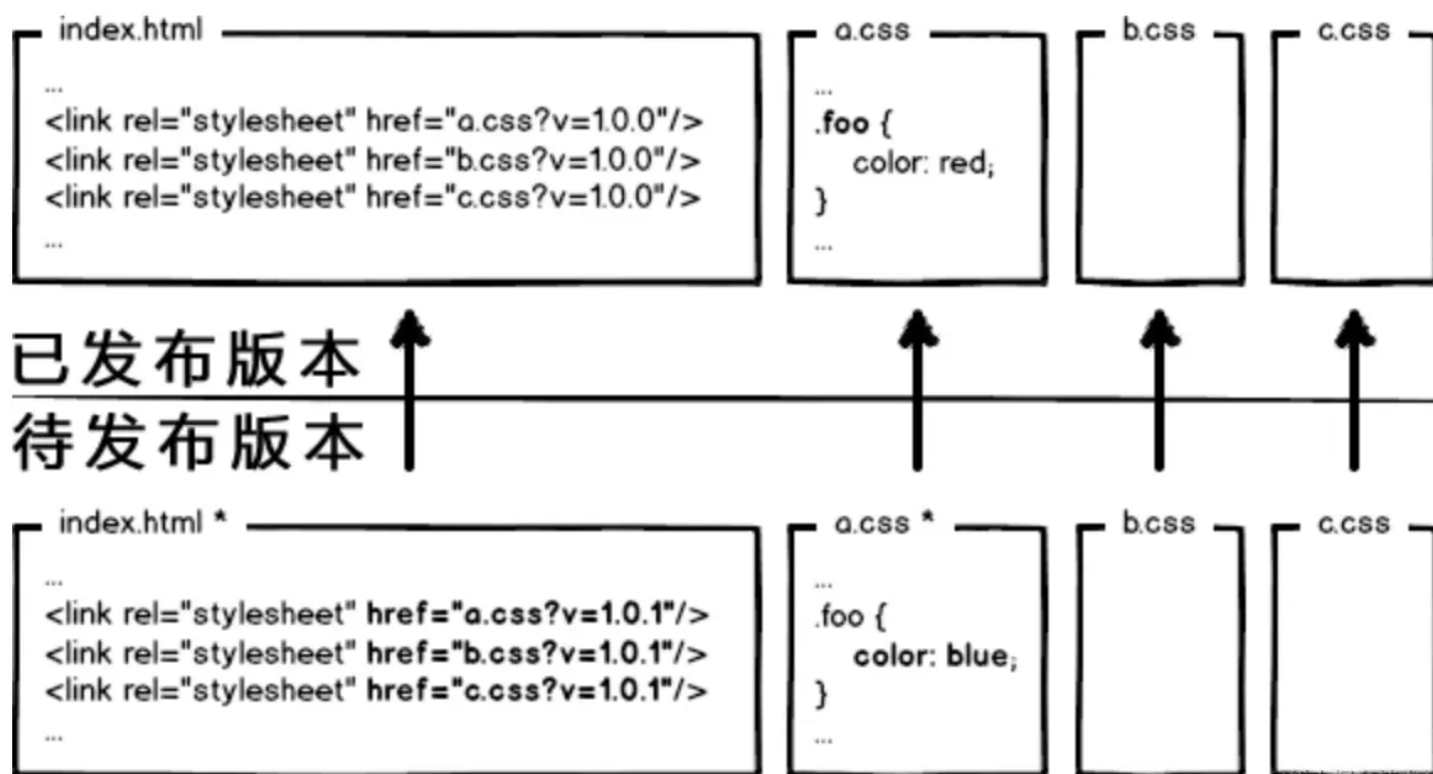 index.html
...
<link rel="stylesheet" href="a.css?v=1.0.0"/>
<link rel="stylesheet" href="b.css?v=1.0.0"/>
<link rel="stylesheet" href="c.css?v=1.0.0"/>
...
a.css
...
.foo {
color: red;
}
...
b.css
c.css
已发布版本
待发布版本
index.html *
...
<link rel="stylesheet" href="a.css?v=1.0.1"/>
<link rel="stylesheet" href="b.css?v=1.0.1"/>
<link rel="stylesheet" href="c.css?v=1.0.1"/>
...
a.css *
...
.foo {
color: blue;
}
...
b.css
c.css